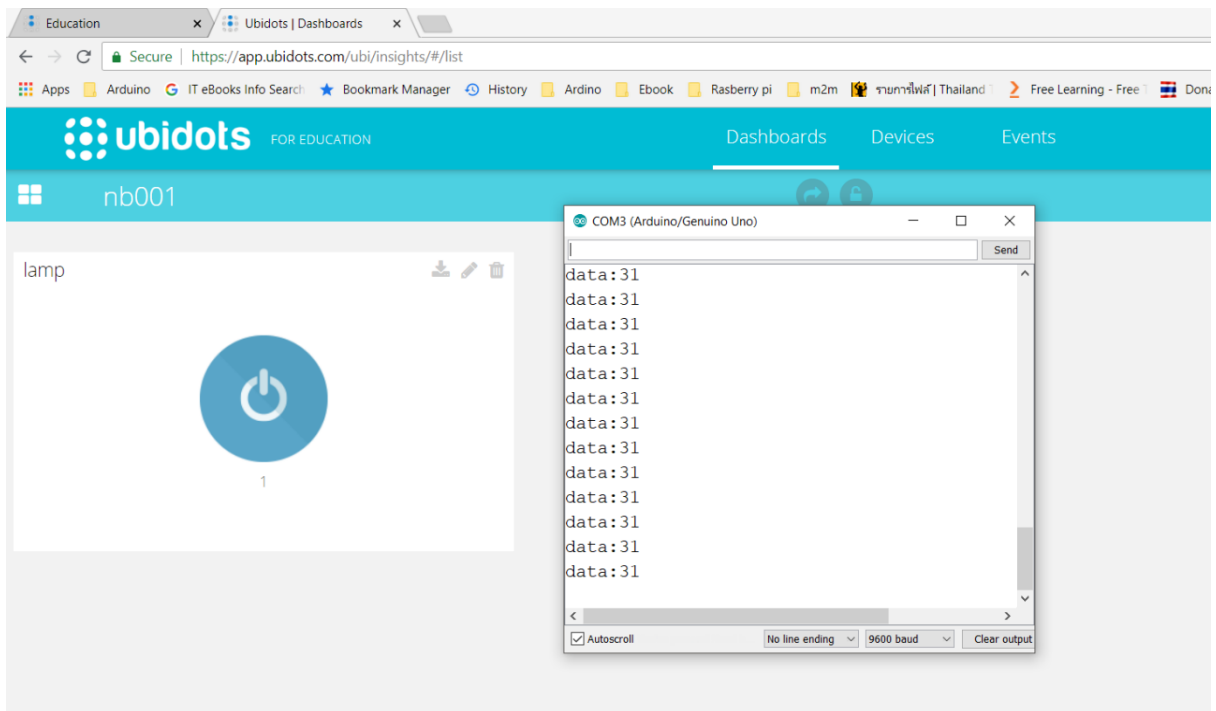 Education
Ubidots | Dashboards
Secure | https://app.ubidots.com/ubi/insights/#/list
Apps Arduino IT eBooks Info Search Bookmark Manager History Ardino Ebook Rasberry pi m2m รายการไฟล์ | Thailand Free Learning - Free Dona
ubidots FOR EDUCATION Dashboards Devices Events
nb001
COM3 (Arduino/Genuino Uno)
Send
lamp
1
data:31
data:31
data:31
data:31
data:31
data:31
data:31
data:31
data:31
data:31
data:31
data:31
data:31
Autoscroll No line ending 9600 baud Clear output